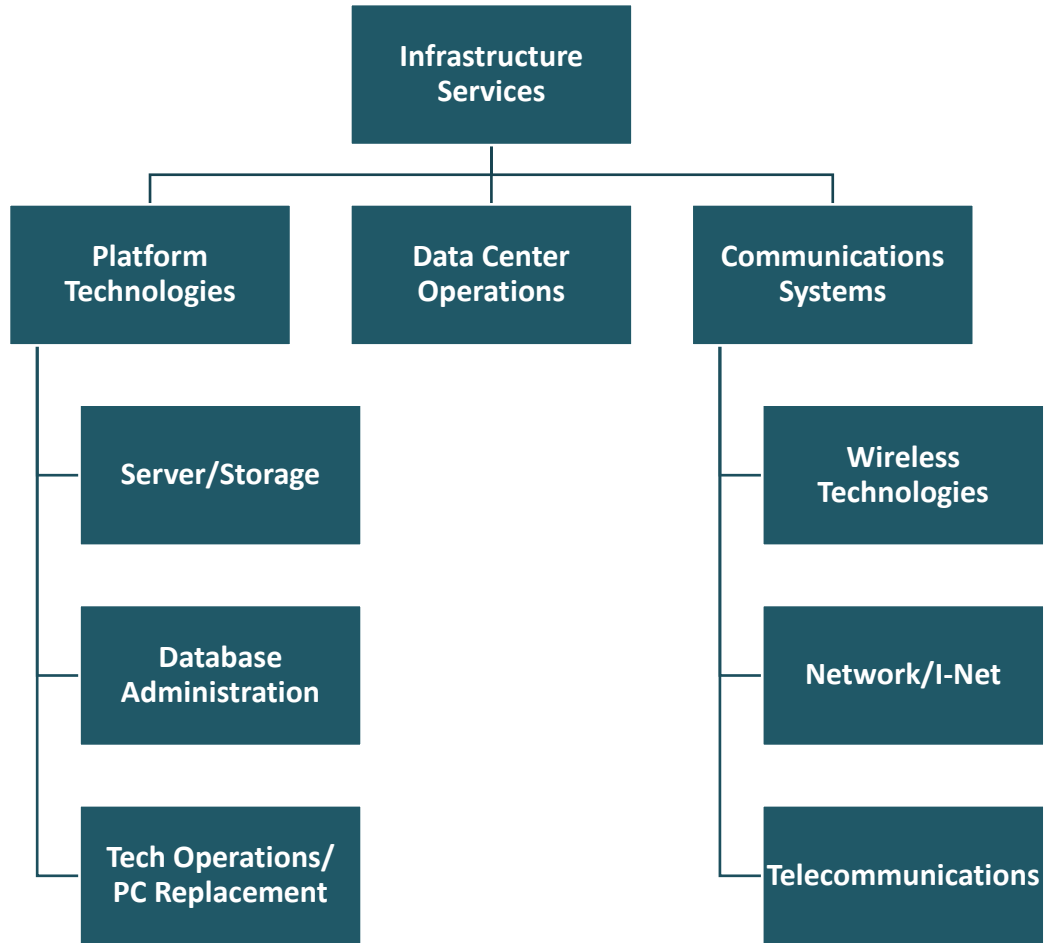 Infrastructure
Services
Platform
Technologies
Data Center
Operations
Communications
Systems
Server/Storage
Database
Administration
Tech Operations/
PC Replacement
Wireless
Technologies
Network/I-Net
Telecommunications